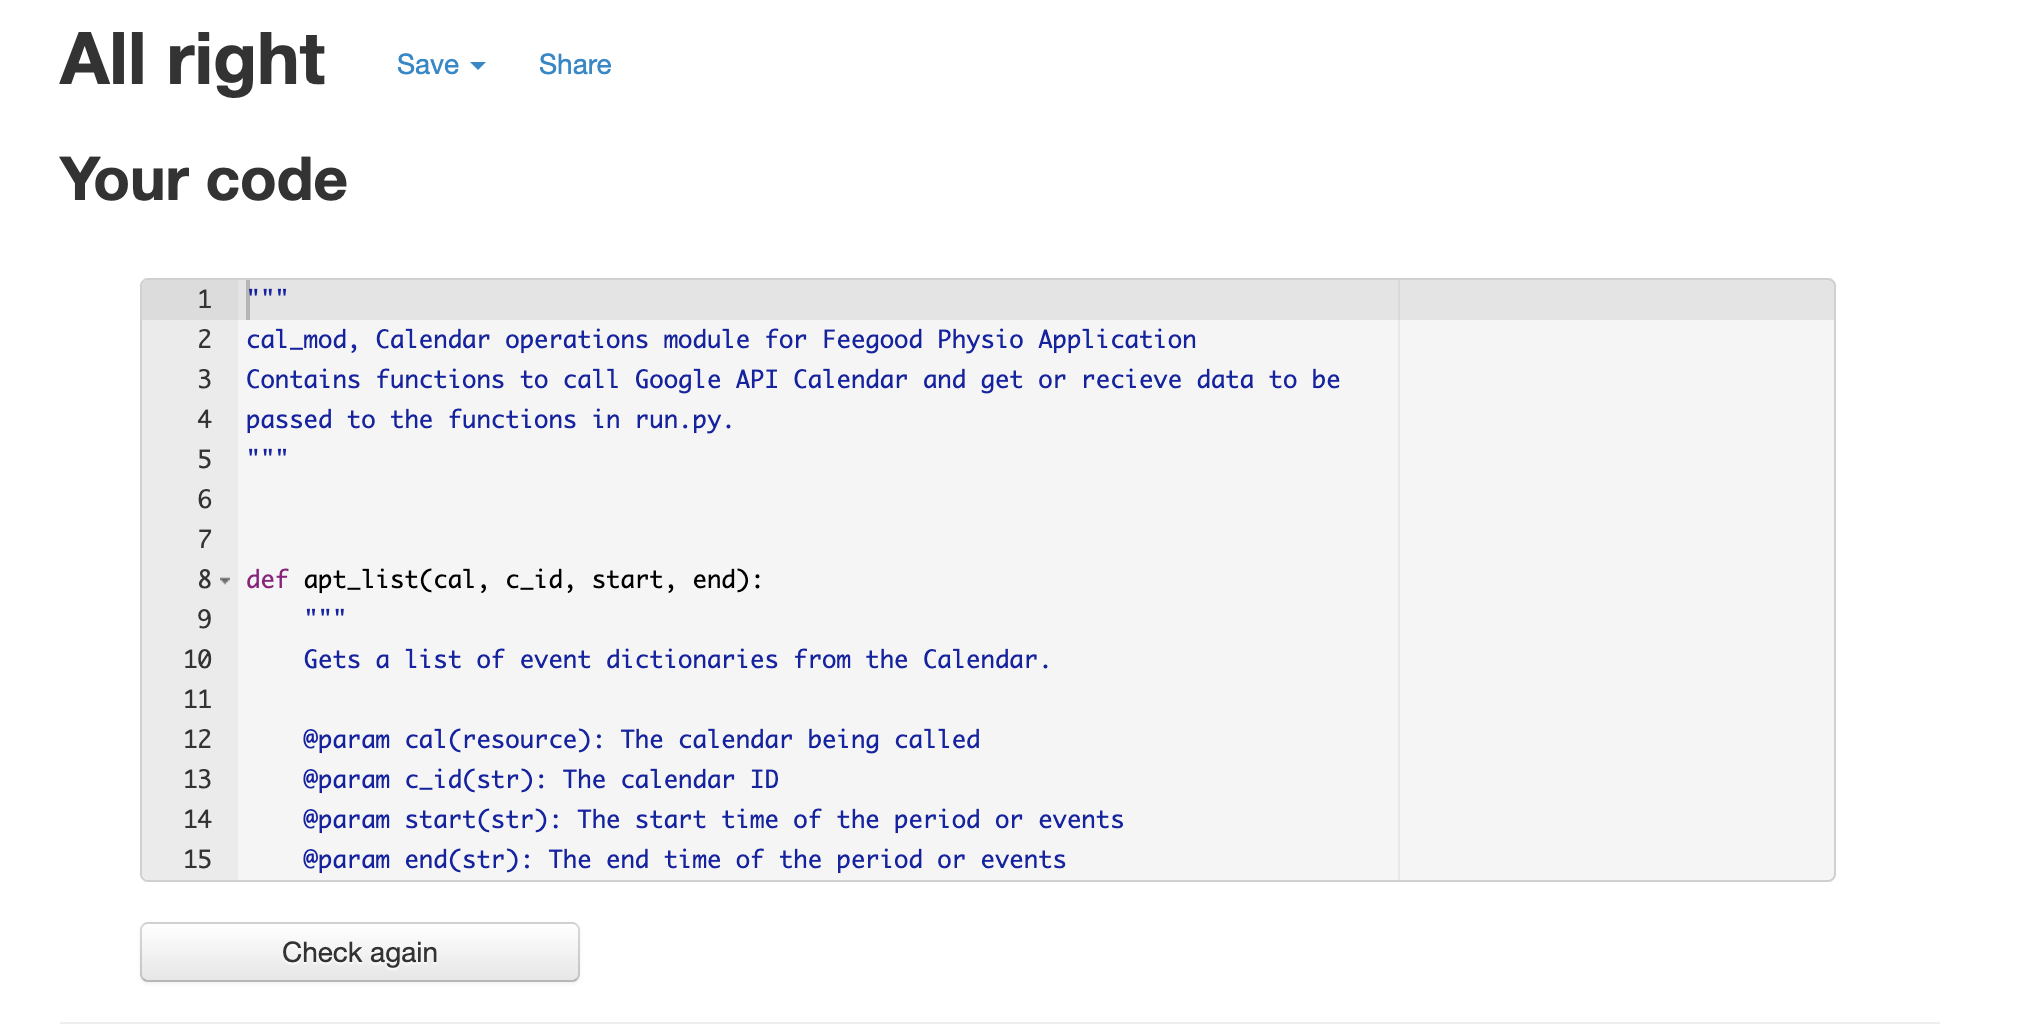 All right Save Share
Your code
1 """
2 cal_mod, Calendar operations module for Feegood Physio Application
3 Contains functions to call Google API Calendar and get or recieve data to be
4 passed to the functions in run.py.
5 """
6
7
8 def apt_list(cal, c_id, start, end):
9 """
10 Gets a list of event dictionaries from the Calendar.
11
12 @param cal(resource): The calendar being called
13 @param c_id(str): The calendar ID
14 @param start(str): The start time of the period or events
15 @param end(str): The end time of the period or events
Check again